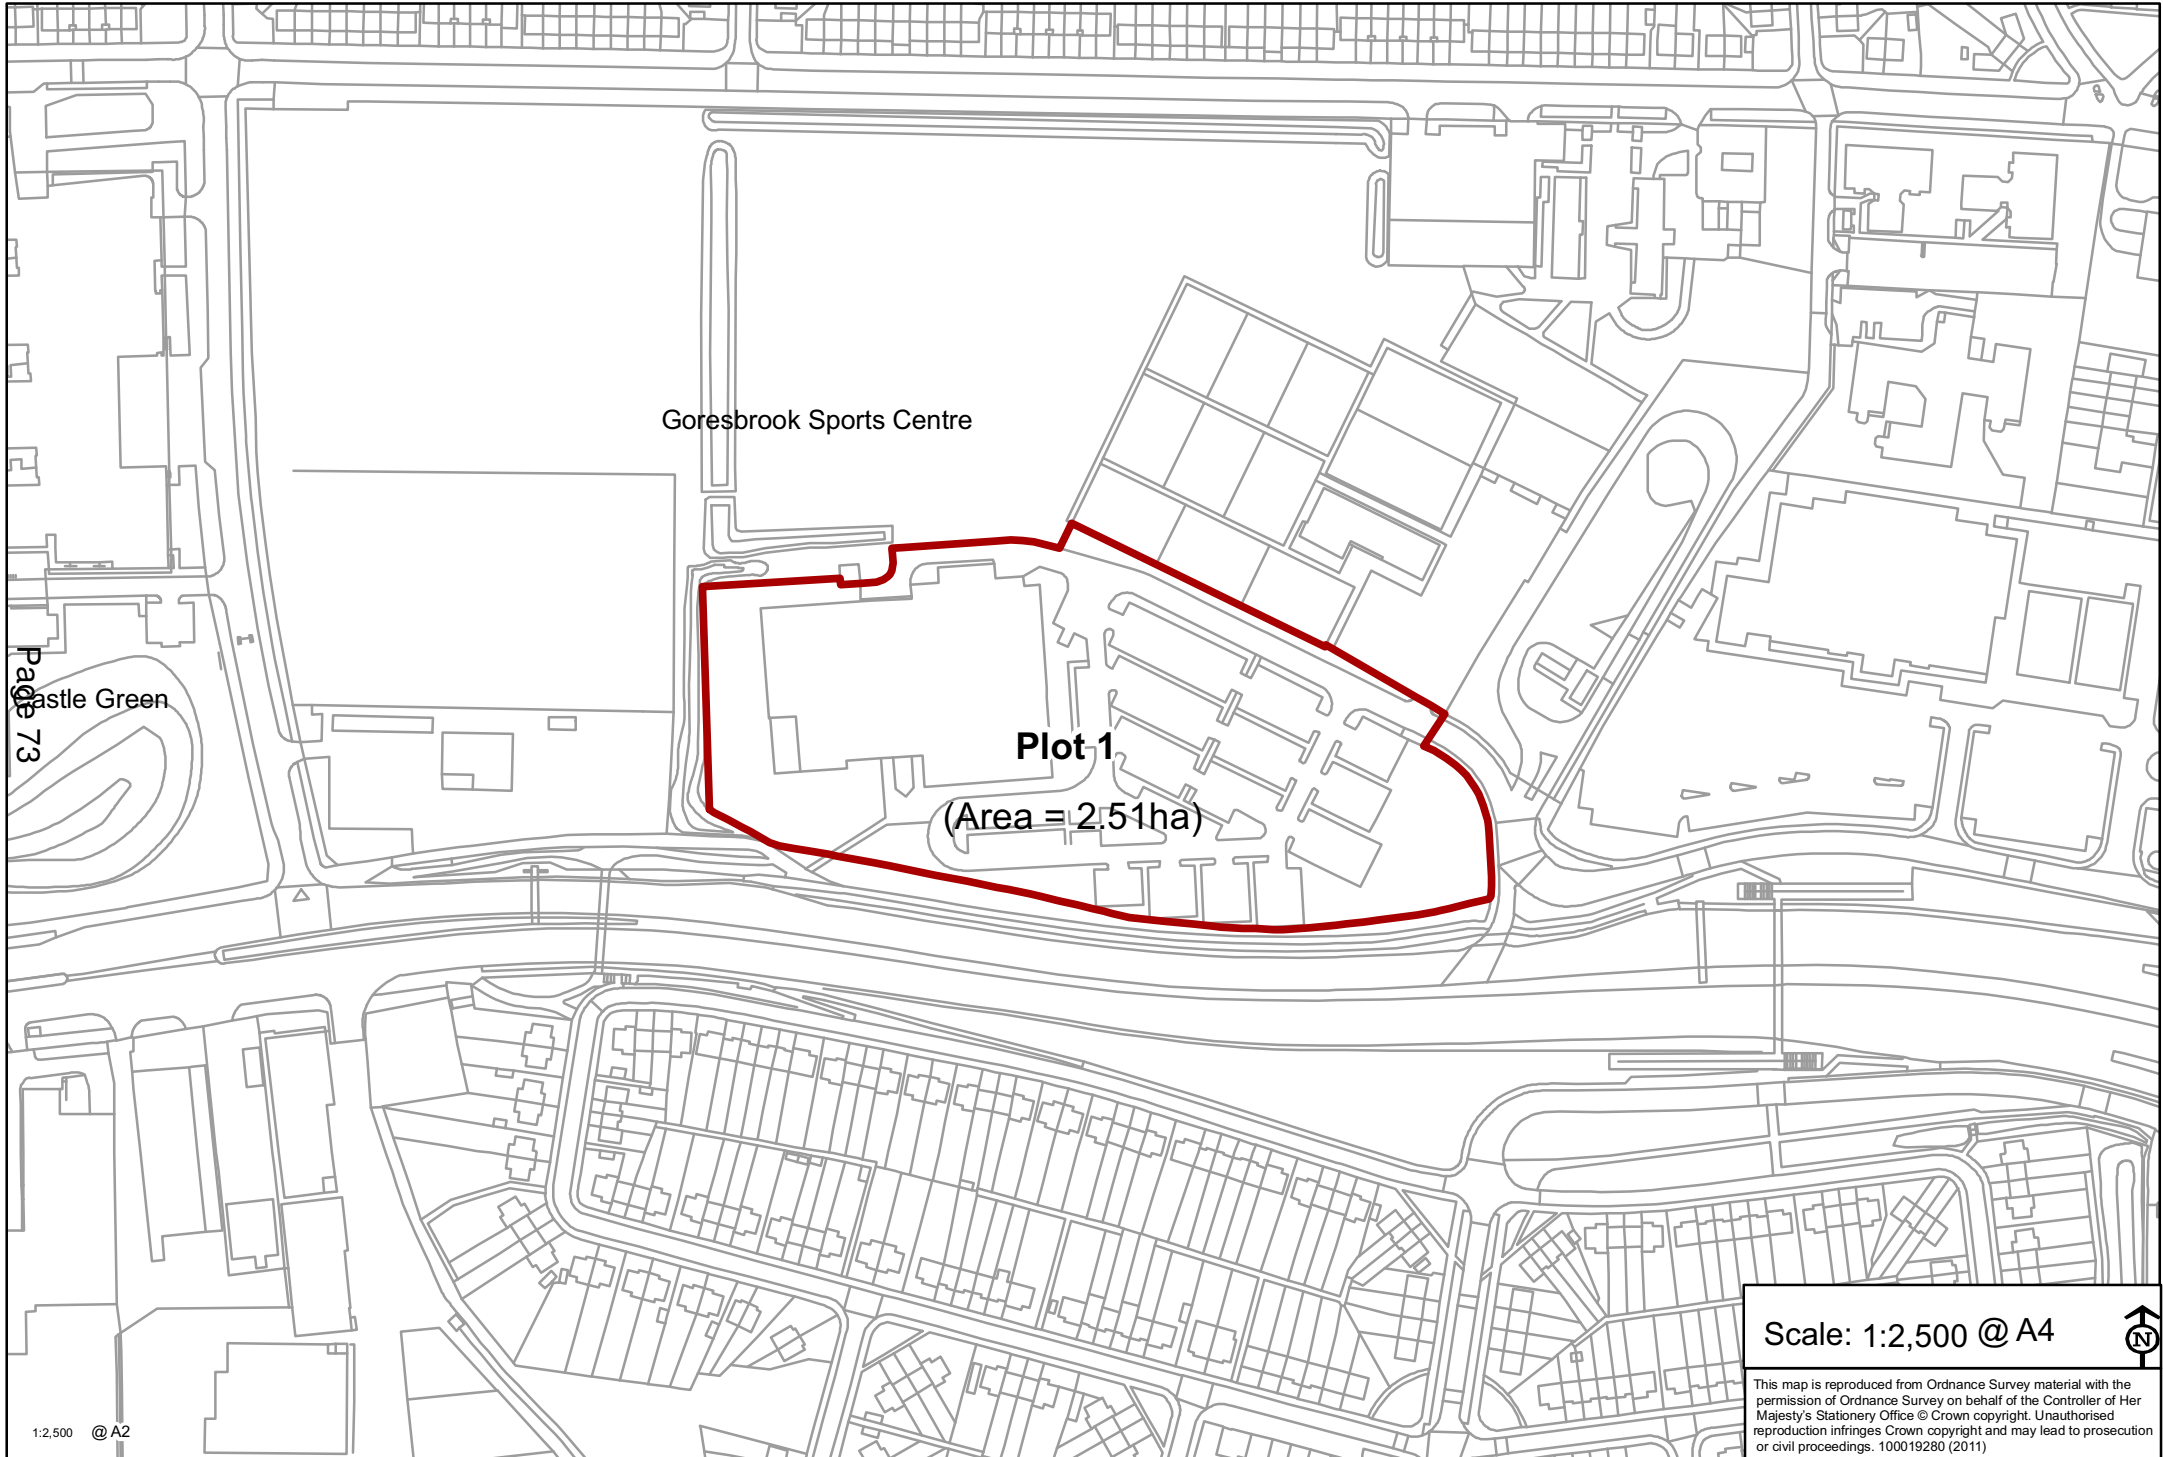 Goresbrook Sports Centre
Page 73
Castle Green
Plot 1
(Area = 2.51ha)
Scale: 1:2,500 @ A4
N
This map is reproduced from Ordnance Survey material with the
permission of Ordnance Survey on behalf of the Controller of Her
Majesty's Stationery Office © Crown copyright. Unauthorised
reproduction infringes Crown copyright and may lead to prosecution
or civil proceedings. 100019280 (2011)
1:2,500 @ A2